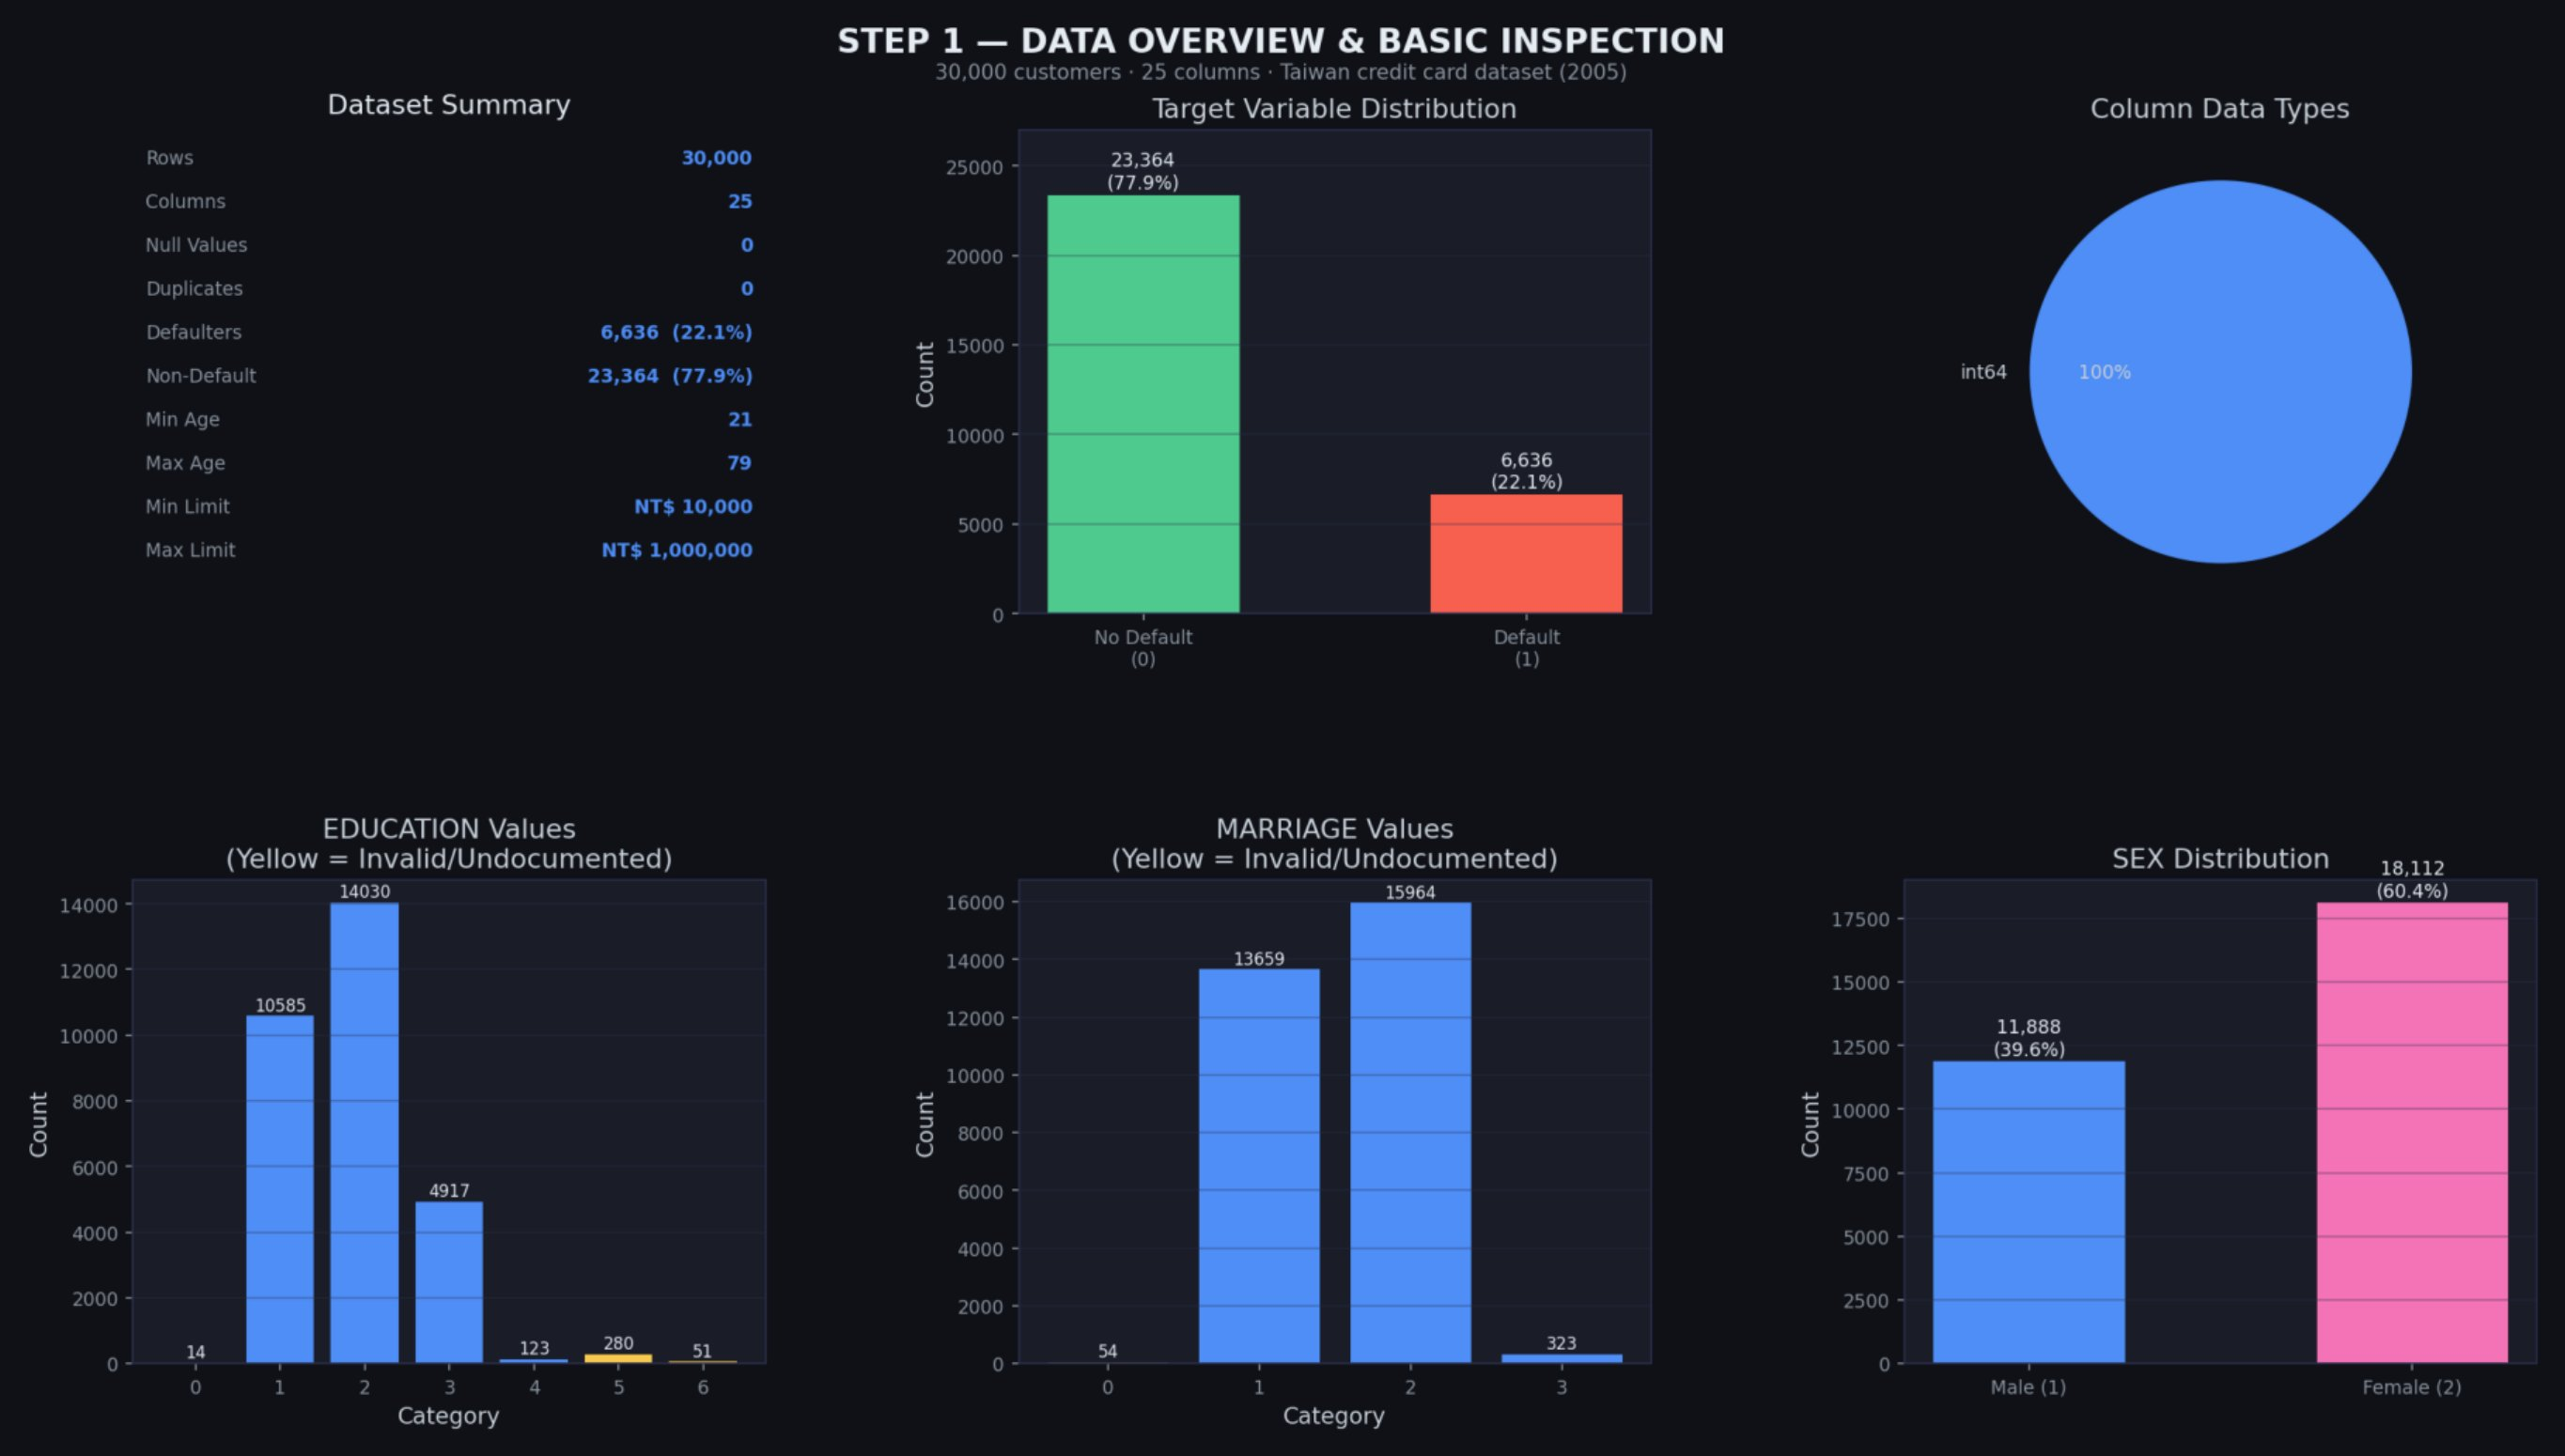 STEP 1 — DATA OVERVIEW & BASIC INSPECTION
30,000 customers · 25 columns · Taiwan credit card dataset (2005)
Dataset Summary
Rows 30,000
Columns 25
Null Values 0
Duplicates 0
Defaulters 6,636 (22.1%)
Non-Default 23,364 (77.9%)
Min Age 21
Max Age 79
Min Limit NT$ 10,000
Max Limit NT$ 1,000,000
Target Variable Distribution
Count
25000
20000
15000
10000
5000
0
23,364
(77.9%)
6,636
(22.1%)
No Default
(0)
Default
(1)
Column Data Types
int64
100%
EDUCATION Values
(Yellow = Invalid/Undocumented)
Count
14000
12000
10000
8000
6000
4000
2000
0
14
10585
14030
4917
123
280
51
0 1 2 3 4 5 6
Category
MARRIAGE Values
(Yellow = Invalid/Undocumented)
Count
16000
14000
12000
10000
8000
6000
4000
2000
0
54
13659
15964
323
0 1 2 3
Category
SEX Distribution
Count
17500
15000
12500
10000
7500
5000
2500
0
11,888
(39.6%)
18,112
(60.4%)
Male (1)
Female (2)